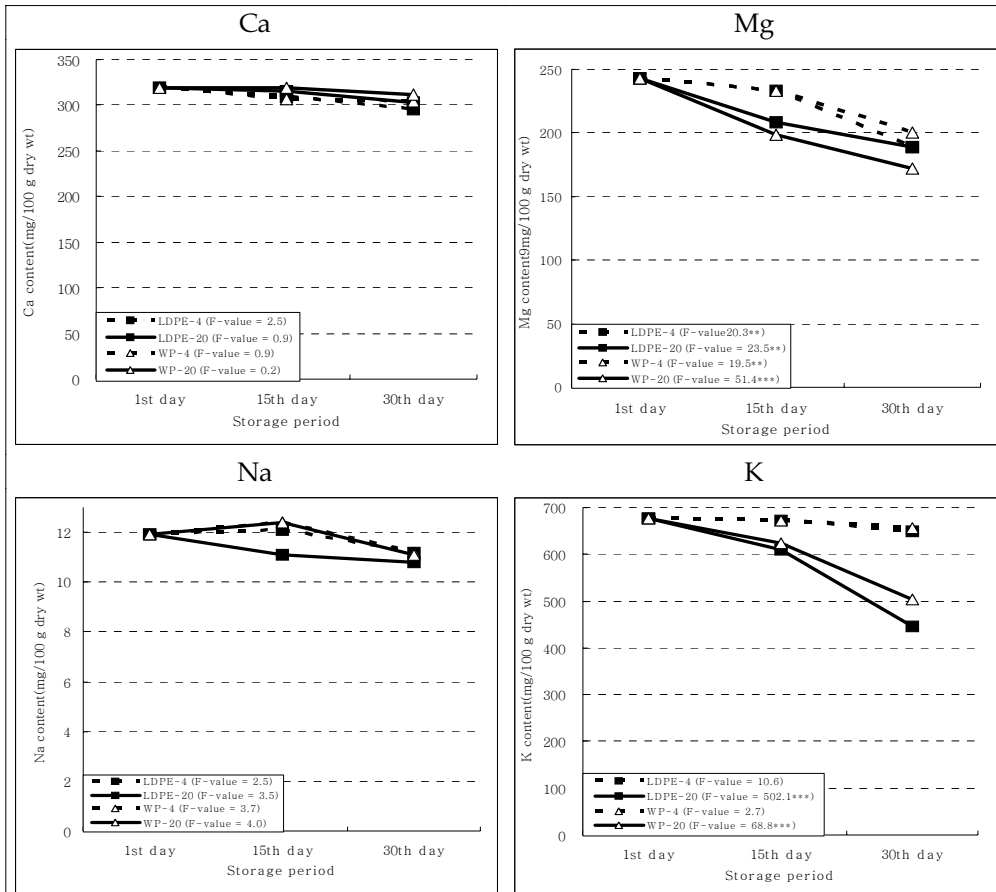 Ca
Mg
350
300
250
200
150
100
50
0
Ca content(mg/100 g dry wt)
LDPE-4 (F-value = 2.5)
LDPE-20 (F-value = 0.9)
WP-4 (F-value = 0.9)
WP-20 (F-value = 0.2)
1st day
15th day
30th day
Storage period
250
200
150
100
50
0
Mg content9mg/100 g dry wt)
LDPE-4 (F-value20.3**)
LDPE-20 (F-value = 23.5**)
WP-4 (F-value = 19.5**)
WP-20 (F-value = 51.4***)
1st day
15th day
30th day
Storage period
Na
K
12
10
8
6
4
2
0
Na content(mg/100 g dry wt)
LDPE-4 (F-value = 2.5)
LDPE-20 (F-value = 3.5)
WP-4 (F-value = 3.7)
WP-20 (F-value = 4.0)
1st day
15th day
30th day
Storage period
700
600
500
400
300
200
100
0
K content(mg/100 g dry wt)
LDPE-4 (F-value = 10.6)
LDPE-20 (F-value = 502.1***)
WP-4 (F-value = 2.7)
WP-20 (F-value = 68.8***)
1st day
15th day
30th day
Storage period